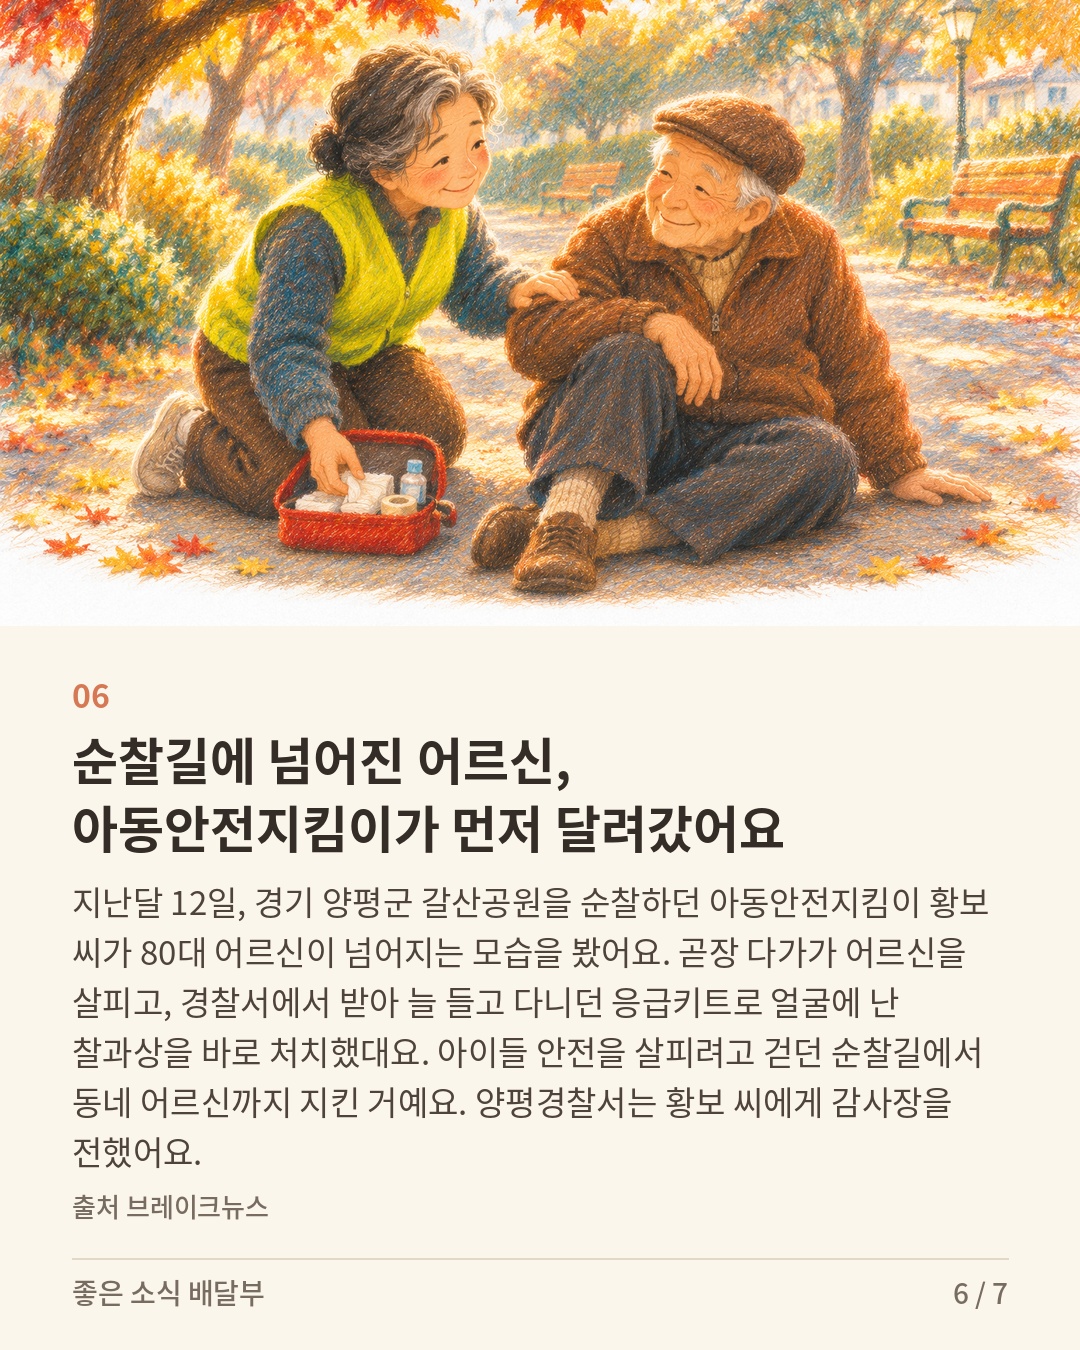 06
순찰길에 넘어진 어르신,
아동안전지킴이가 먼저 달려갔어요
지난달 12일, 경기 양평군 갈산공원을 순찰하던 아동안전지킴이 황보
씨가 80대 어르신이 넘어지는 모습을 봤어요. 곧장 다가가 어르신을
살피고, 경찰서에서 받아 늘 들고 다니던 응급키트로 얼굴에 난
찰과상을 바로 처치했대요. 아이들 안전을 살피려고 걷던 순찰길에서
동네 어르신까지 지킨 거예요. 양평경찰서는 황보 씨에게 감사장을
전했어요.
출처 브레이크뉴스
좋은 소식 배달부
6 / 7